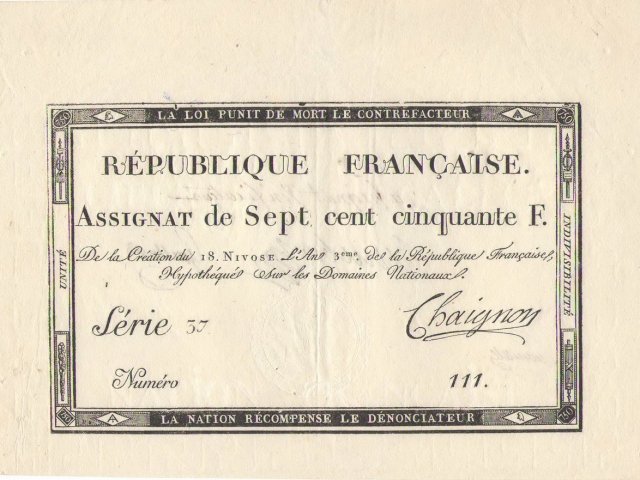 LA LOI PUNIT DE MORT LE CONTREFACTEUR
RÉPUBLIQUE FRANÇAISE.
ASSIGNAT de Sept cent cinquante F.
De la Création du 18. NIVOSE L'An 3ème. de la République Française,
Hypothéqué Sur les Domaines Nationaux.
UNITÉ
INDIVISIBILITÉ
Série 37
Chaignon
Numéro 111.
LA NATION RÉCOMPENSE LE DÉNONCIATEUR
750